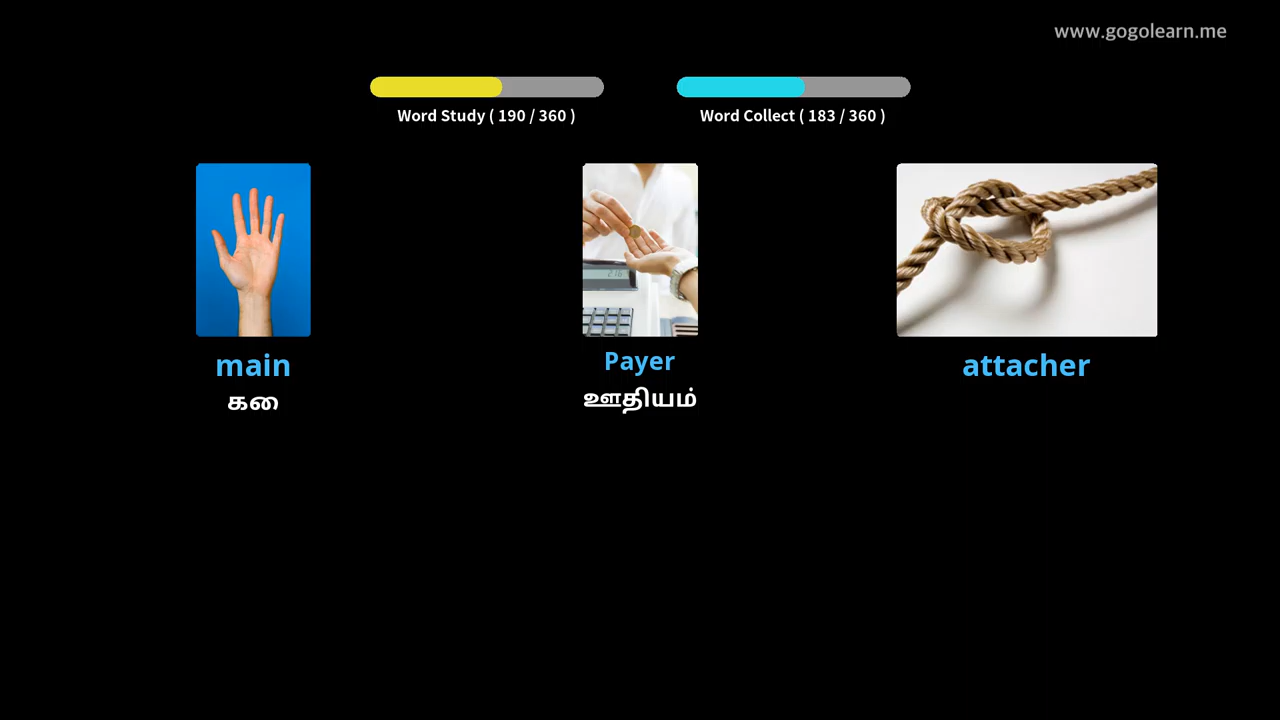 www.gogolearn.me
Word Study ( 190 / 360 )
Word Collect ( 183 / 360 )
main
Payer
attacher
கை
ஊதியம்